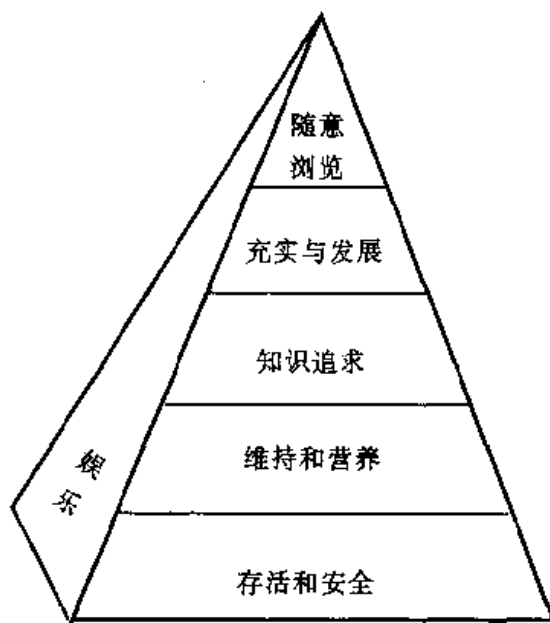 随意
浏览
充实与发展
知识追求
维持和营养
娱乐
存活和安全